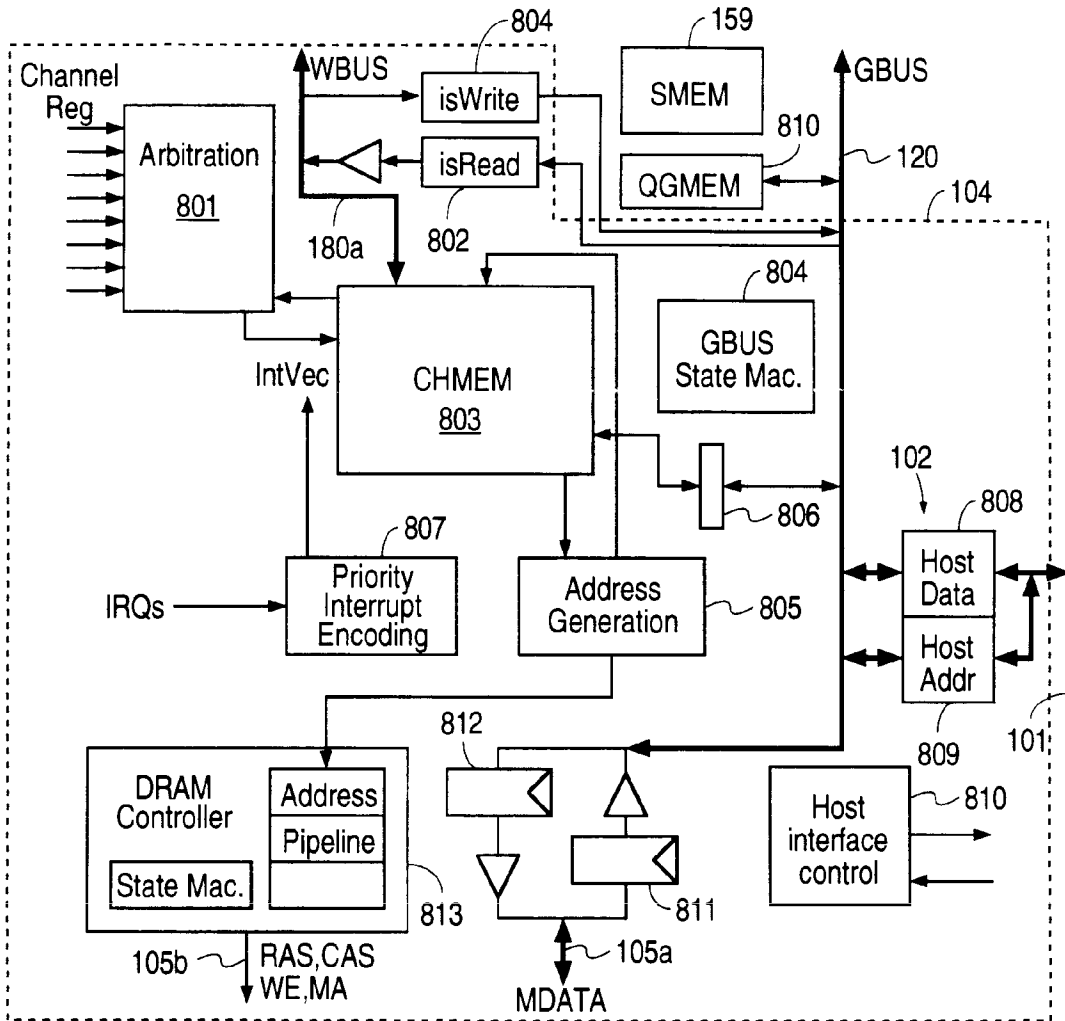 804
159
WBUS
GBUS
Channel
Reg
isWrite
SMEM
810
Arbitration
801
isRead
QGMEM
120
104
180a
802
804
GBUS
State Mac.
IntVec
CHMEM
803
102
808
807
806
Host
Data
Priority
Interrupt
Encoding
IRQs
Address
Generation
805
Host
Addr
812
809
101
DRAM
Controller
Address
Pipeline
State Mac.
813
811
Host
interface
control
810
105b
RAS,CAS
WE,MA
105a
MDATA